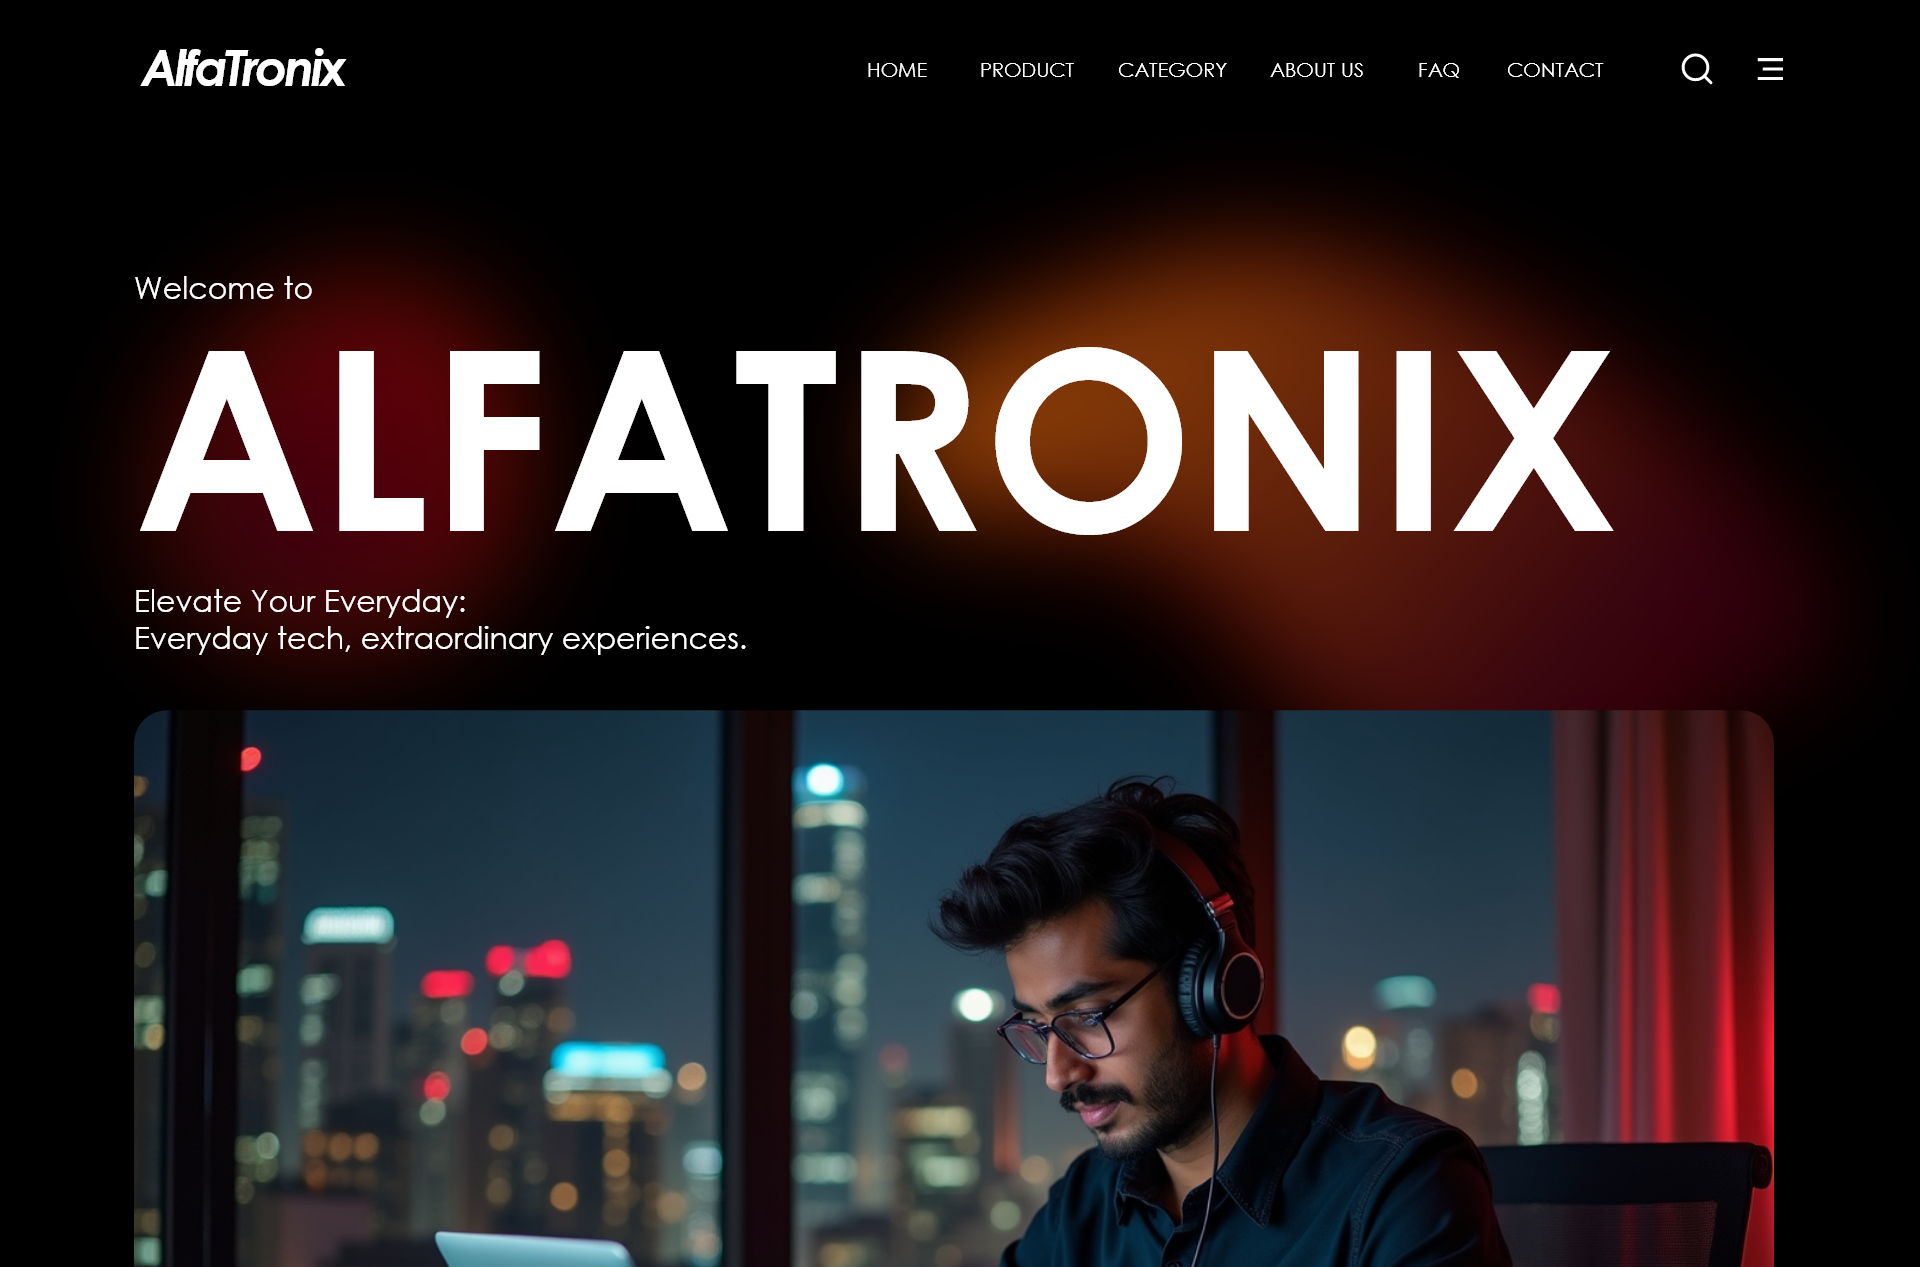 AlfaTronix
HOME PRODUCT CATEGORY ABOUT US FAQ CONTACT
Welcome to
ALFATRONIX
Elevate Your Everyday:
Everyday tech, extraordinary experiences.